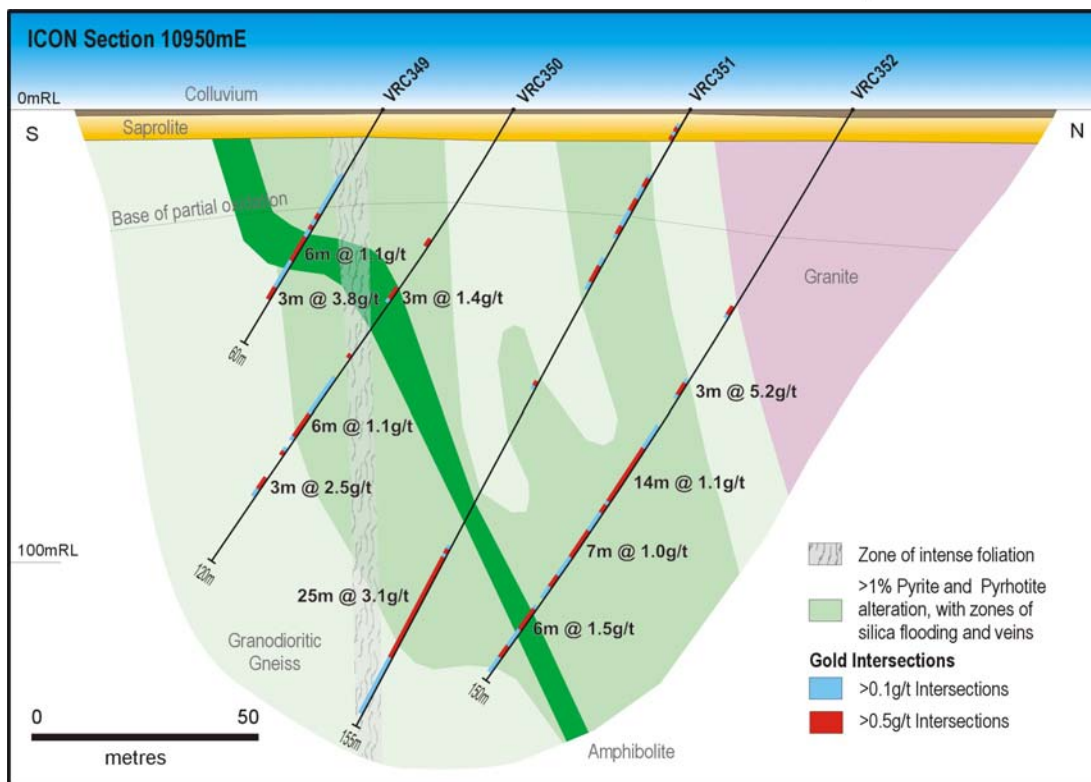 ICON Section 10950mE
VRC349
VRC350
VRC351
VRC352
Colluvium
0mRL
S
Saprolite
N
Base of partial oxidation
6m @ 1.1g/t
Granite
3m @ 3.8g/t
3m @ 1.4g/t
60m
3m @ 5.2g/t
6m @ 1.1g/t
3m @ 2.5g/t
14m @ 1.1g/t
100mRL
120m
7m @ 1.0g/t
25m @ 3.1g/t
6m @ 1.5g/t
Granodioritic
Gneiss
150m
155m
Amphibolite
0 50
metres
Zone of intense foliation
>1% Pyrite and Pyrhotite
alteration, with zones of
silica flooding and veins
Gold Intersections
>0.1g/t Intersections
>0.5g/t Intersections